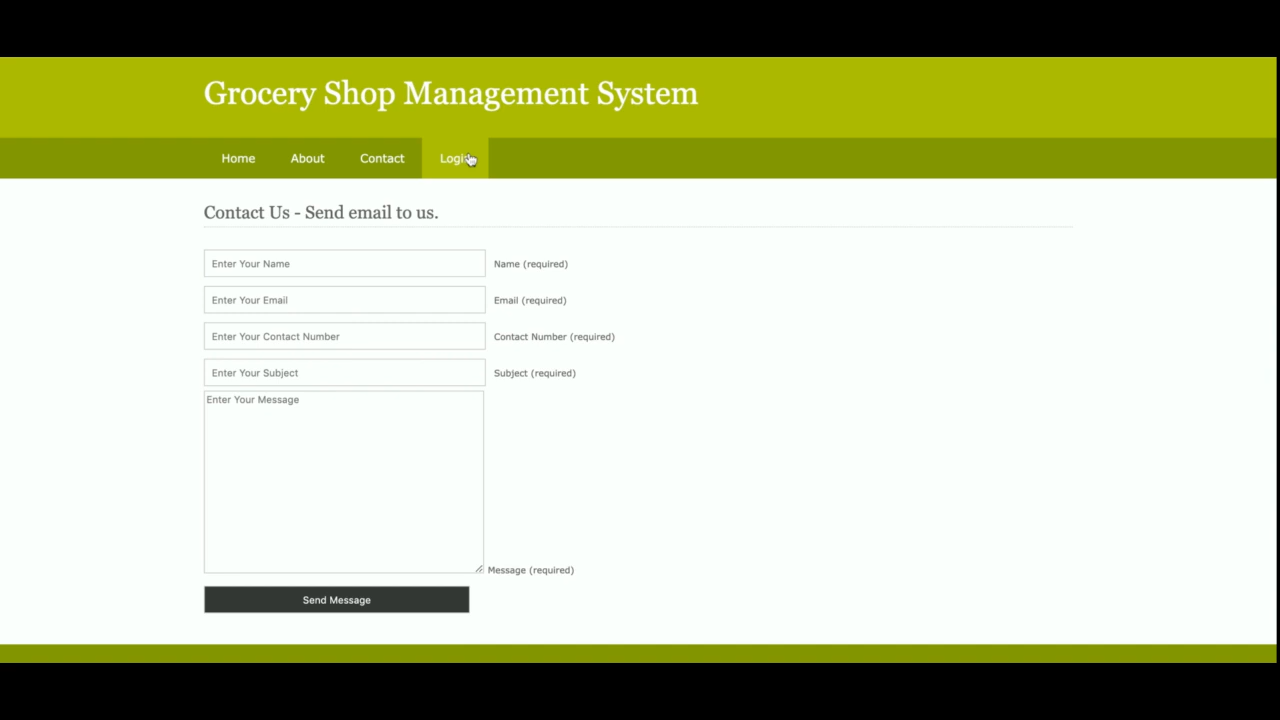 Grocery Shop Management System
Home About Contact Login
Contact Us - Send email to us.
Enter Your Name Name (required)
Enter Your Email Email (required)
Enter Your Contact Number Contact Number (required)
Enter Your Subject Subject (required)
Enter Your Message
Message (required)
Send Message